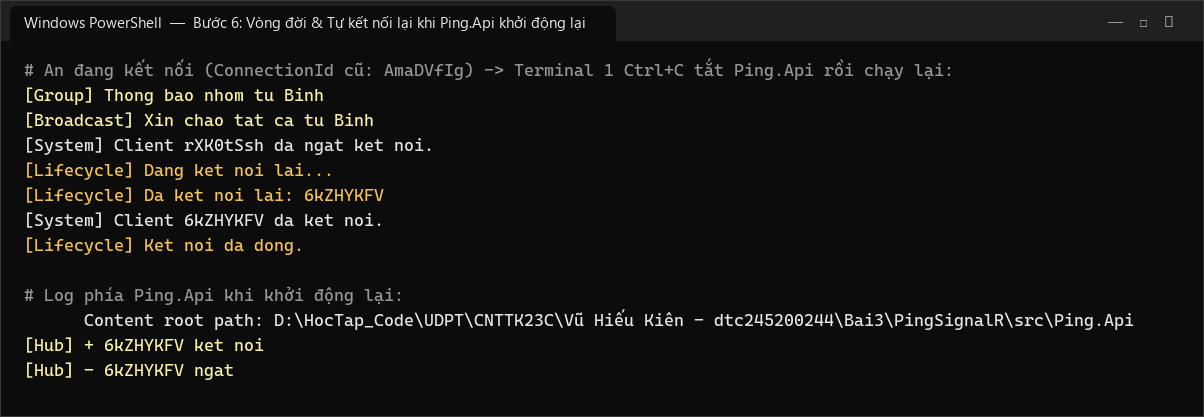 Windows PowerShell — Bước 6: Vòng đời & Tự kết nối lại khi Ping.Api khởi động lại
# An đang kết nối (ConnectionId cũ: AmaDVfIg) -> Terminal 1 Ctrl+C tắt Ping.Api rồi chạy lại:
[Group] Thong bao nhom tu Binh
[Broadcast] Xin chao tat ca tu Binh
[System] Client rXK0tSsh da ngat ket noi.
[Lifecycle] Dang ket noi lai...
[Lifecycle] Da ket noi lai: 6kZHYKFV
[System] Client 6kZHYKFV da ket noi.
[Lifecycle] Ket noi da dong.
# Log phía Ping.Api khi khởi động lại:
Content root path: D:\HocTap_Code\UDPT\CNTTK23C\Vũ Hiếu Kiên - dtc245200244\Bai3\PingSignalR\src\Ping.Api
[Hub] + 6kZHYKFV ket noi
[Hub] - 6kZHYKFV ngat